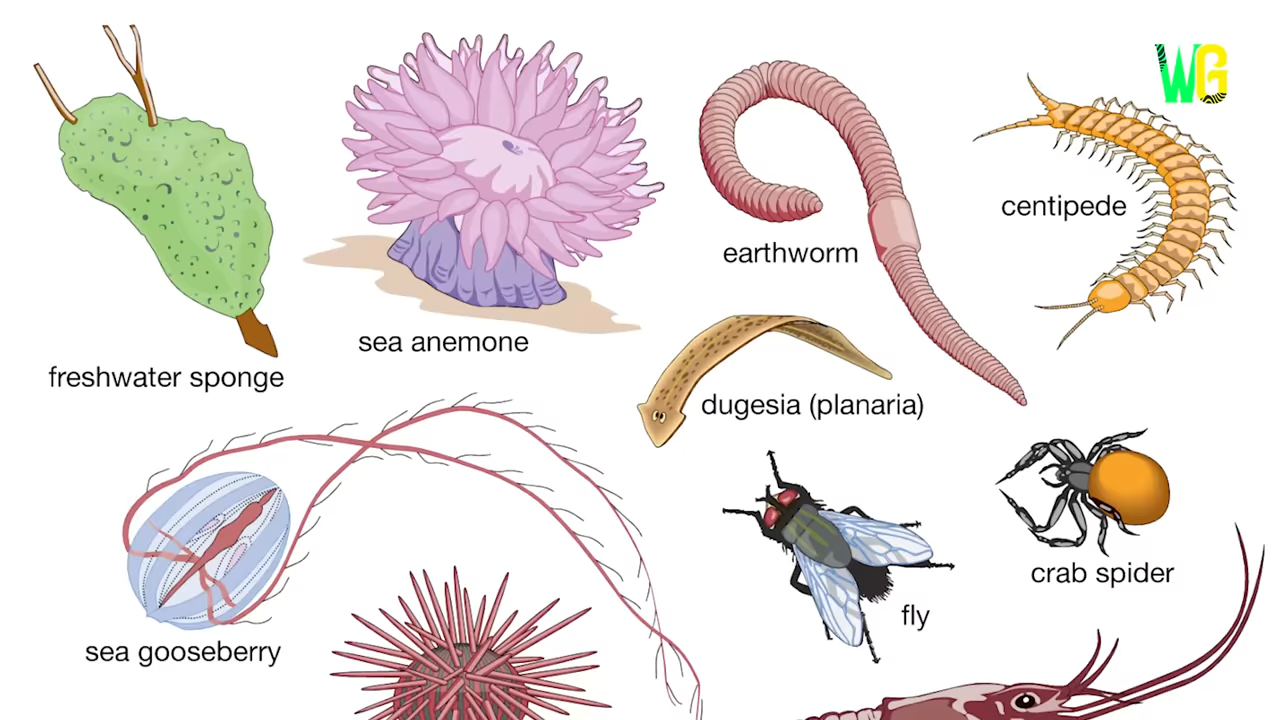 WG
centipede
earthworm
sea anemone
freshwater sponge
dugesia (planaria)
crab spider
fly
sea gooseberry